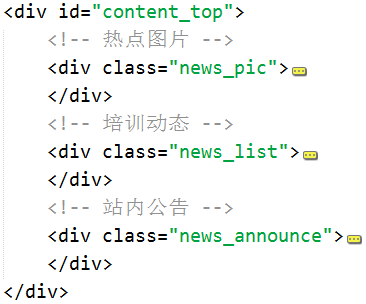 <div id="content_top">
<!-- 热点图片 -->
<div class="news_pic">
</div>
<!-- 培训动态 -->
<div class="news_list">
</div>
<!-- 站内公告 -->
<div class="news_announce">
</div>
</div>